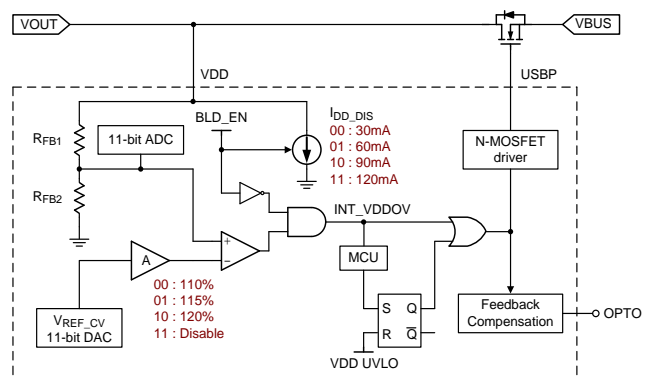 VOUT
VBUS
VDD
USBP
BLD_EN
IDD_DIS
00 : 30mA
01 : 60mA
10 : 90mA
11 : 120mA
RFB1
11-bit ADC
N-MOSFET
driver
RFB2
INT_VDDOV
+
−
A
MCU
00 : 110%
01 : 115%
10 : 120%
11 : Disable
VREF_CV
11-bit DAC
S
Q
R
Q̅
Feedback
Compensation
OPTO
VDD UVLO